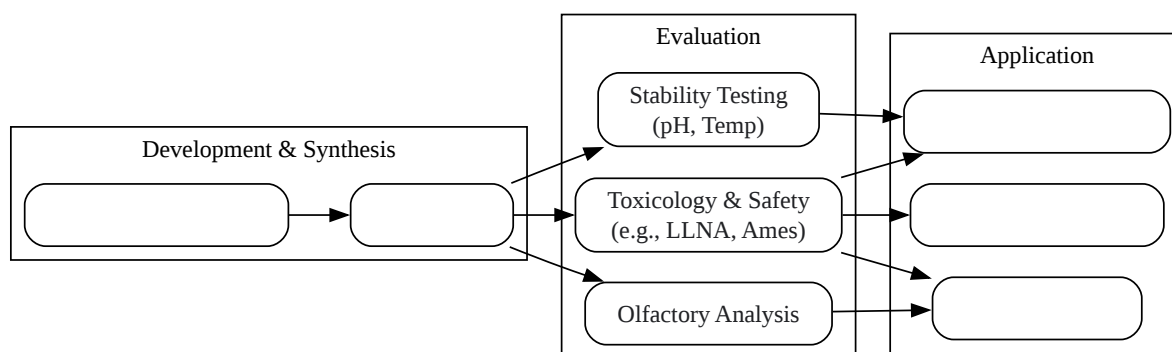 Development & Synthesis
Evaluation
Stability Testing
(pH, Temp)
Toxicology & Safety
(e.g., LLNA, Ames)
Olfactory Analysis
Application